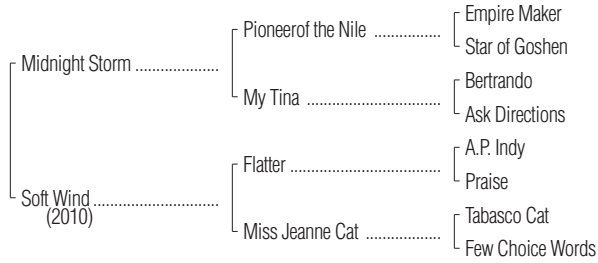 Empire Maker
Pioneerof the Nile ..................
Star of Goshen
Midnight Storm .....................
Bertrando
My Tina ..................................
Ask Directions
A.P. Indy
Flatter ......................................
Praise
Soft Wind ...............................
(2010)
Tabasco Cat
Miss Jeanne Cat ...................
Few Choice Words